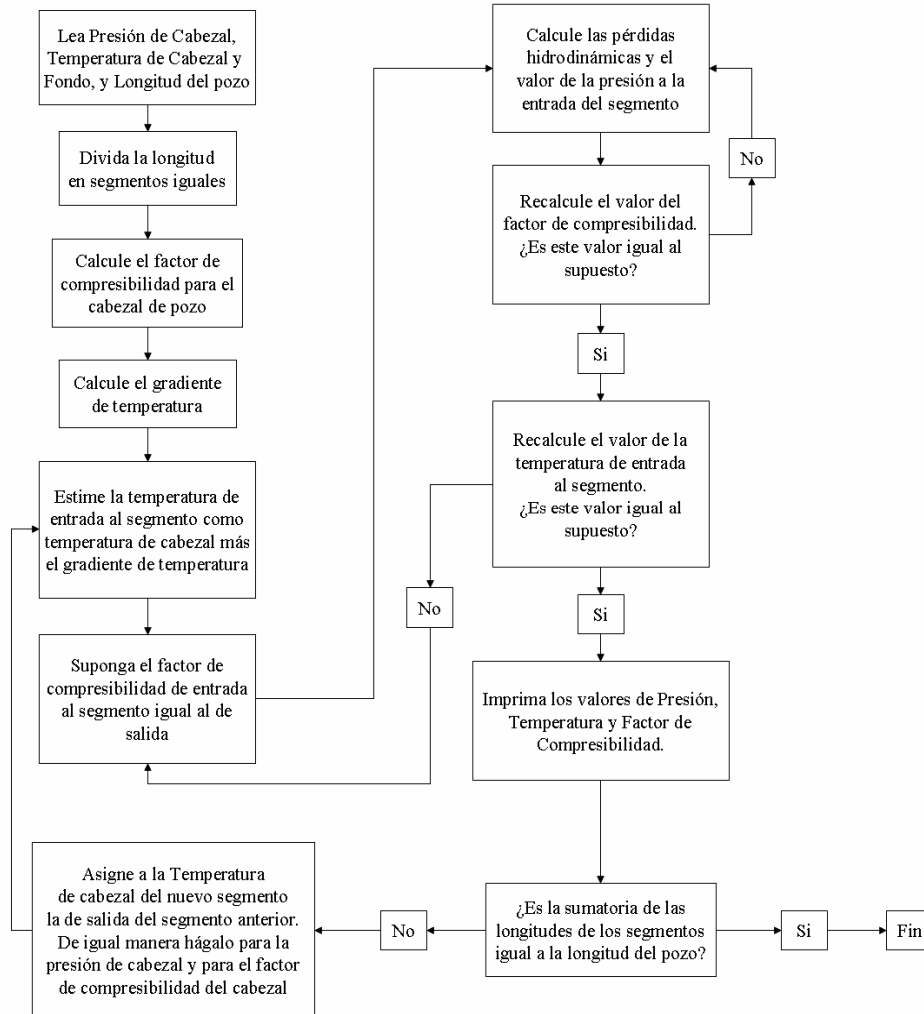 Lea Presión de Cabezal,
Temperatura de Cabezal y
Fondo, y Longitud del pozo
Divida la longitud
en segmentos iguales
Calcule el factor de
compresibilidad para el
cabezal de pozo
Calcule el gradiente
de temperatura
Estime la temperatura de
entrada al segmento como
temperatura de cabezal más
el gradiente de temperatura
Suponga el factor de
compresibilidad de entrada
al segmento igual al de
salida
Calcule las pérdidas
hidrodinámicas y el
valor de la presión a la
entrada del segmento
No
Recalcule el valor del
factor de compresibilidad.
¿Es este valor igual al
supuesto?
Si
Recalcule el valor de la
temperatura de entrada
al segmento.
¿Es este valor igual al
supuesto?
No
Si
Imprima los valores de Presión,
Temperatura y Factor de
Compresibilidad.
¿Es la sumatoria de las
longitudes de los segmentos
igual a la longitud del pozo?
Si
Fin
No
Asigne a la Temperatura
de cabezal del nuevo segmento
la de salida del segmento anterior.
De igual manera hágalo para la
presión de cabezal y para el factor
de compresibilidad del cabezal